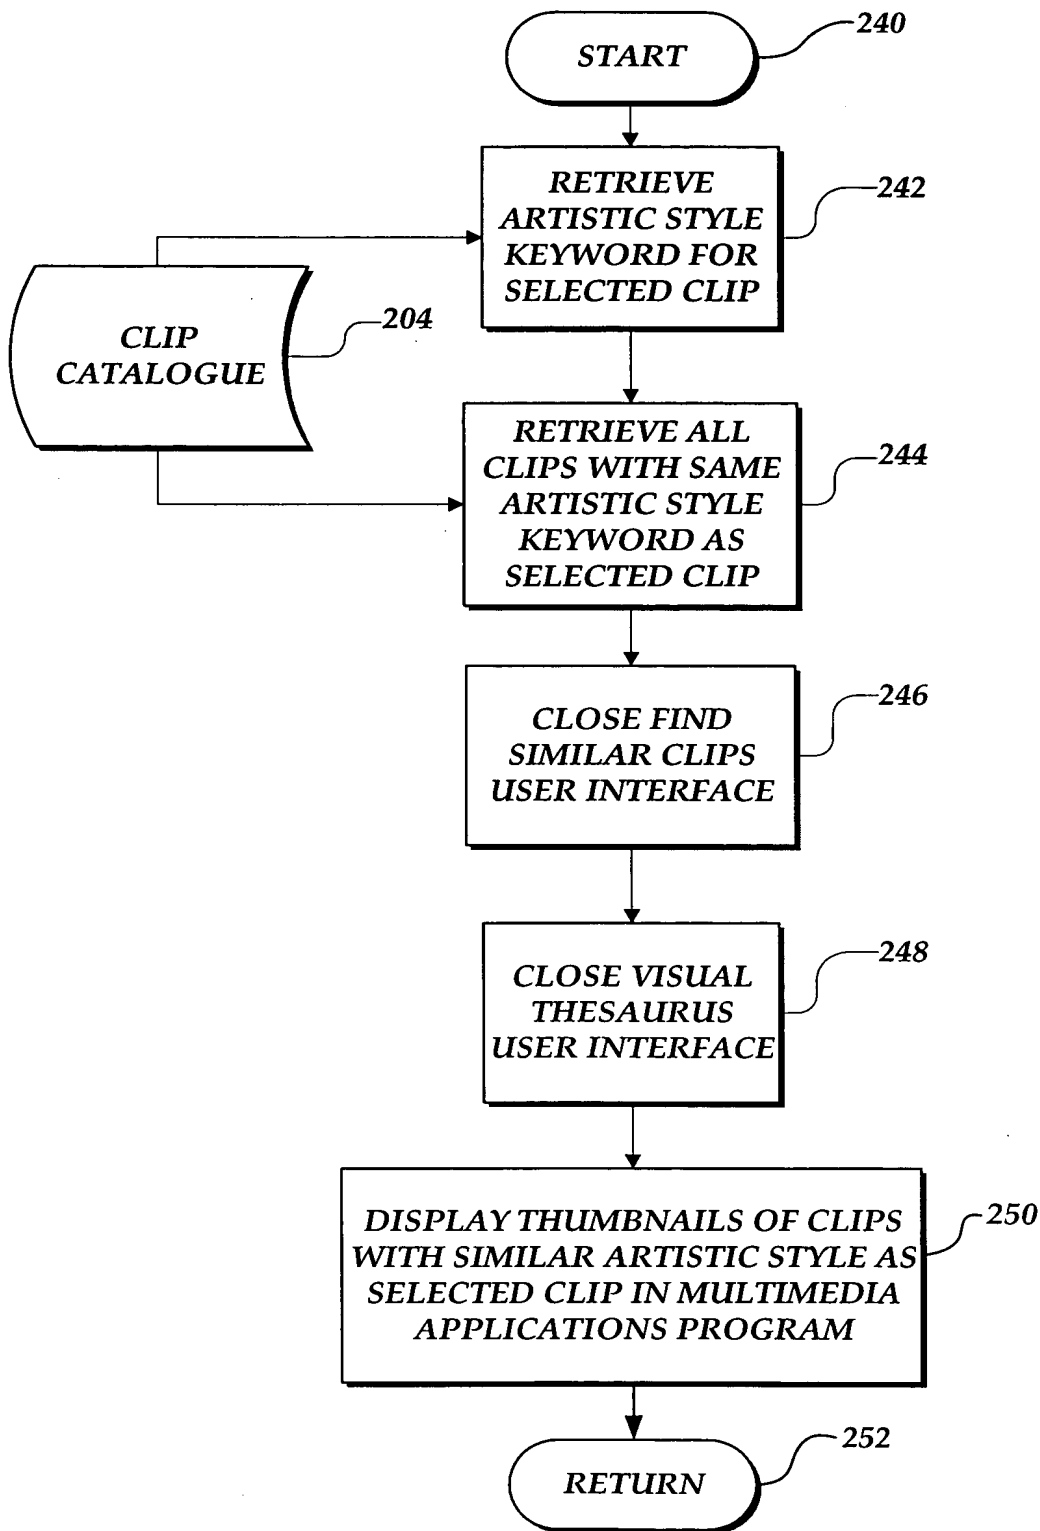 START
240
RETRIEVE
ARTISTIC STYLE
KEYWORD FOR
SELECTED CLIP
242
CLIP
CATALOGUE
204
RETRIEVE ALL
CLIPS WITH SAME
ARTISTIC STYLE
KEYWORD AS
SELECTED CLIP
244
CLOSE FIND
SIMILAR CLIPS
USER INTERFACE
246
CLOSE VISUAL
THESAURUS
USER INTERFACE
248
DISPLAY THUMBNAILS OF CLIPS
WITH SIMILAR ARTISTIC STYLE AS
SELECTED CLIP IN MULTIMEDIA
APPLICATIONS PROGRAM
250
RETURN
252